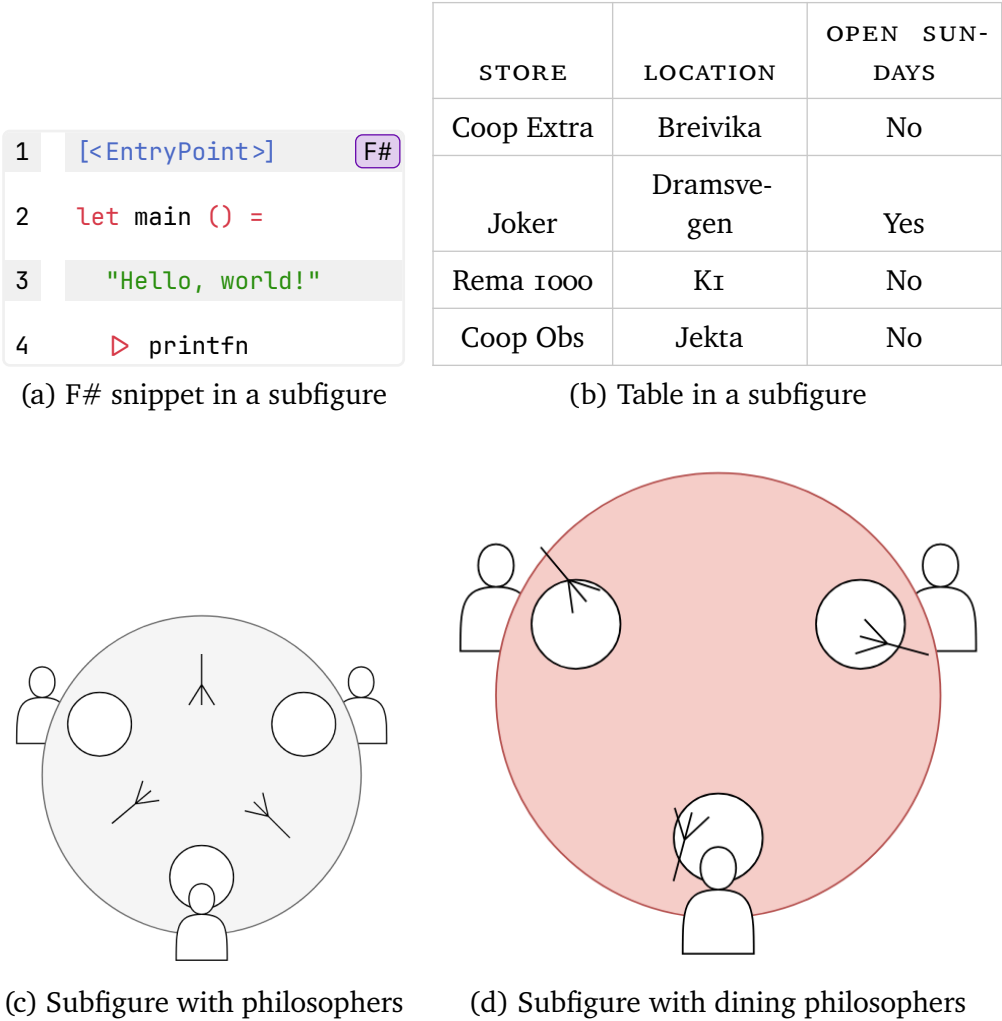 1 [<EntryPoint>] F#
2 let main () =
3 "Hello, world!"
4 |> printfn
(a) F# snippet in a subfigure
STORE LOCATION OPEN SUN-
DAYS
Coop Extra Breivika No
Joker Dramsve-
gen Yes
Rema 1000 K1 No
Coop Obs Jekta No
(b) Table in a subfigure
(c) Subfigure with philosophers
(d) Subfigure with dining philosophers